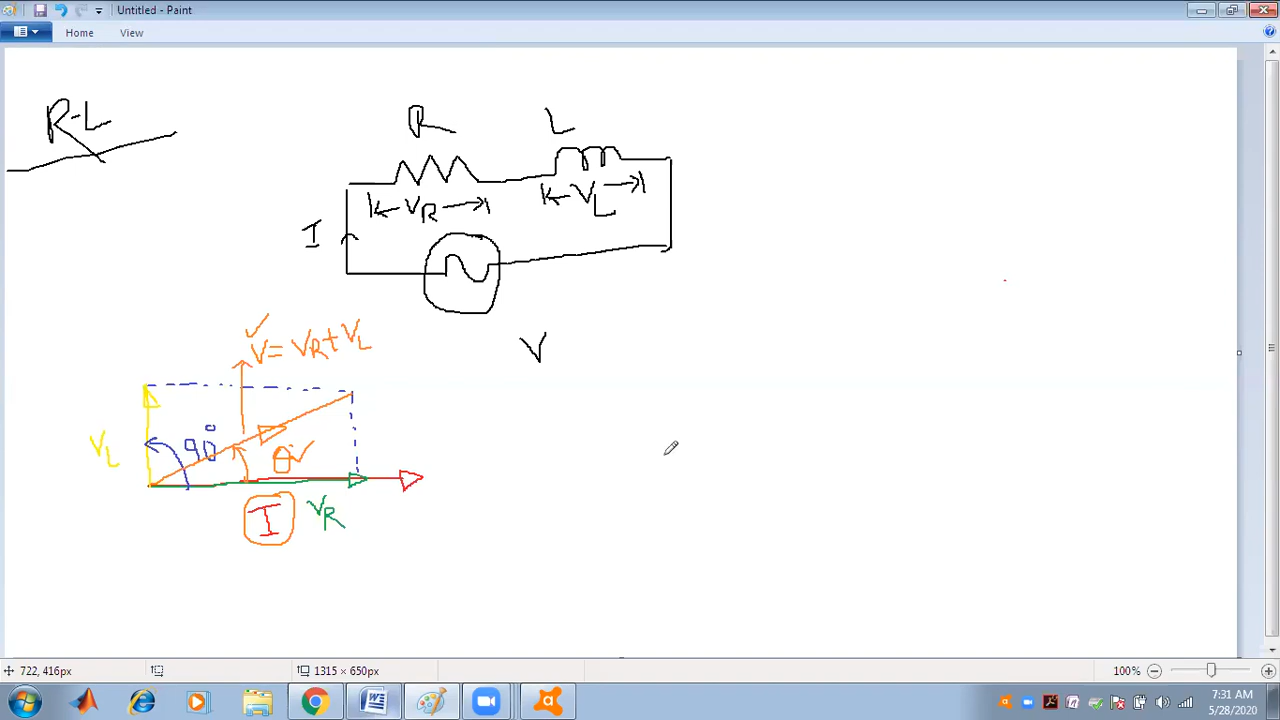 Untitled - Paint
Home View
R-L
R L
VR VL
I
V = VR + VL
V
VL 90° θ
I VR
722, 416px 1315 × 650px 100%
7:31 AM
5/28/2020